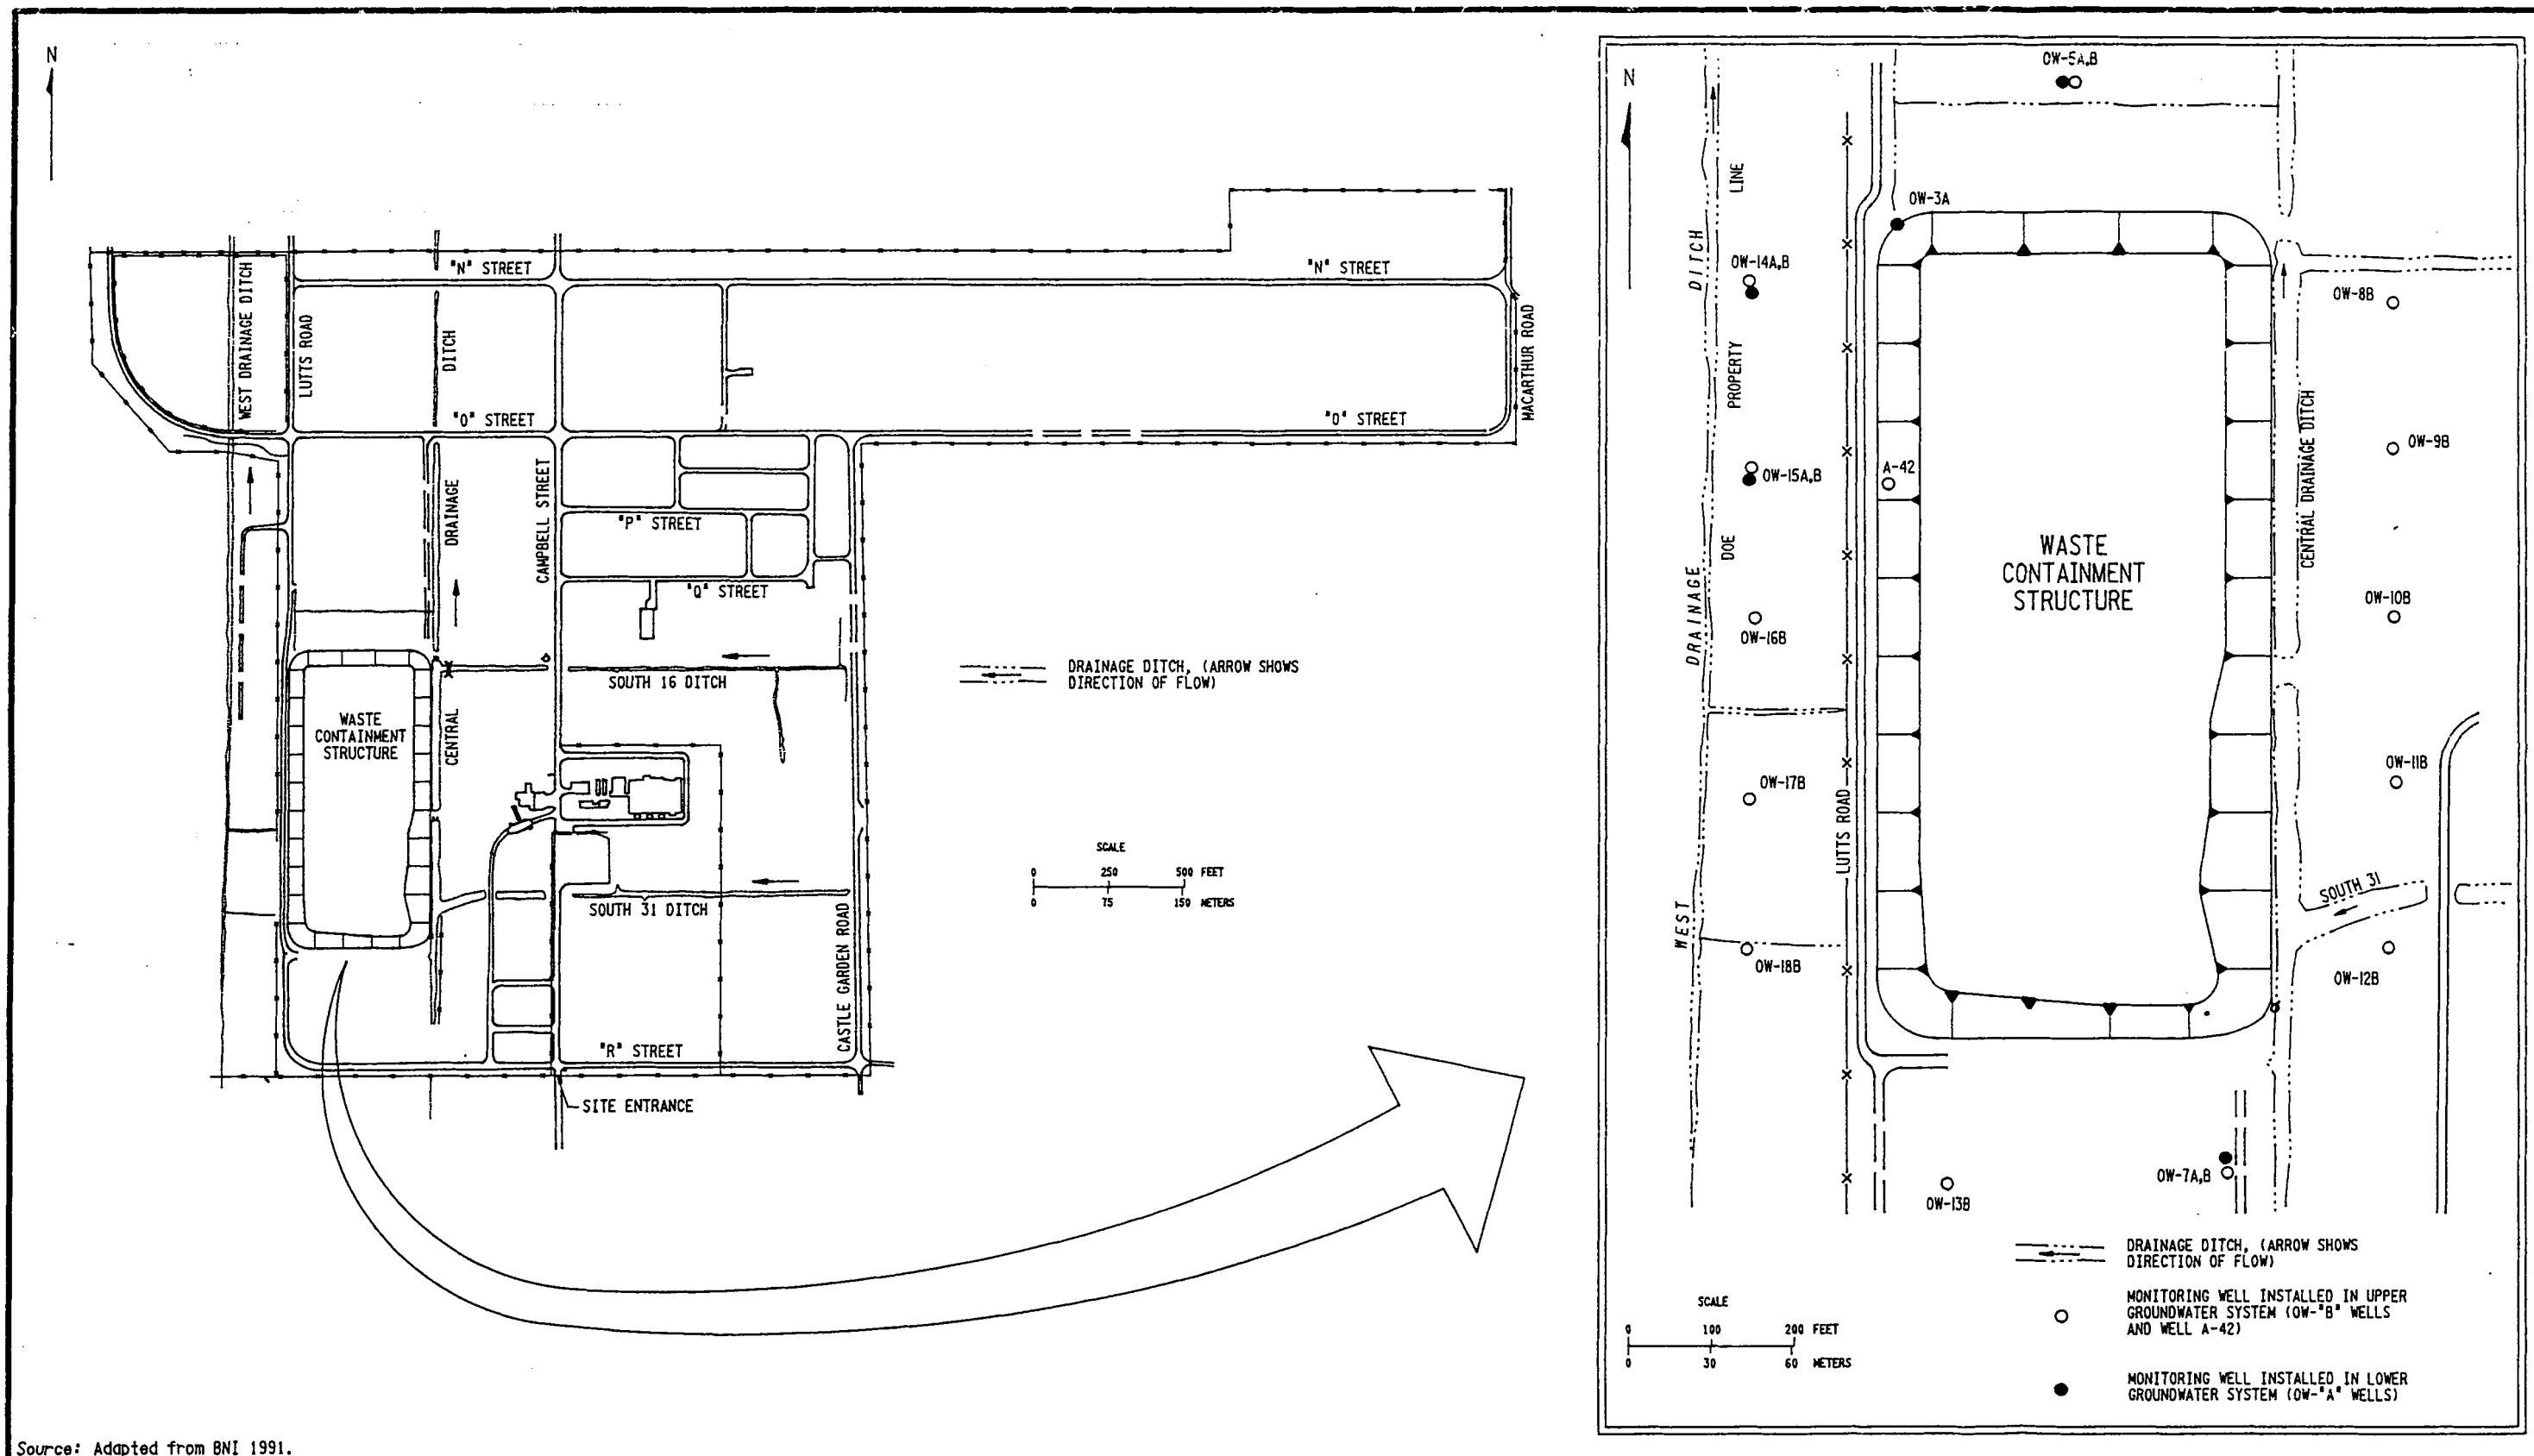 N
"N" STREET
"N" STREET
WEST DRAINAGE DITCH
LUTTS ROAD
DITCH
MACARTHUR ROAD
"O" STREET
"O" STREET
DRAINAGE
CAMPBELL STREET
"P" STREET
"Q" STREET
SOUTH 16 DITCH
DRAINAGE DITCH, (ARROW SHOWS
DIRECTION OF FLOW)
WASTE
CONTAINMENT
STRUCTURE
CENTRAL
SCALE
0 250 500 FEET
0 75 150 METERS
SOUTH 31 DITCH
CASTLE GARDEN ROAD
"R" STREET
SITE ENTRANCE
Source: Adapted from BNI 1991.
N
OW-5A,B
OW-3A
LINE
DITCH
OW-14A,B
OW-8B
PROPERTY
CENTRAL DRAINAGE DITCH
OW-9B
A-42
OW-15A,B
DOE
WASTE
CONTAINMENT
STRUCTURE
DRAINAGE
OW-16B
OW-10B
OW-17B
OW-11B
LUTTS ROAD
SOUTH 31
WEST
OW-18B
OW-12B
OW-7A,B
OW-13B
DRAINAGE DITCH, (ARROW SHOWS
DIRECTION OF FLOW)
MONITORING WELL INSTALLED IN UPPER
GROUNDWATER SYSTEM (OW-"B" WELLS
AND WELL A-42)
SCALE
0 100 200 FEET
0 30 60 METERS
MONITORING WELL INSTALLED IN LOWER
GROUNDWATER SYSTEM (OW-"A" WELLS)